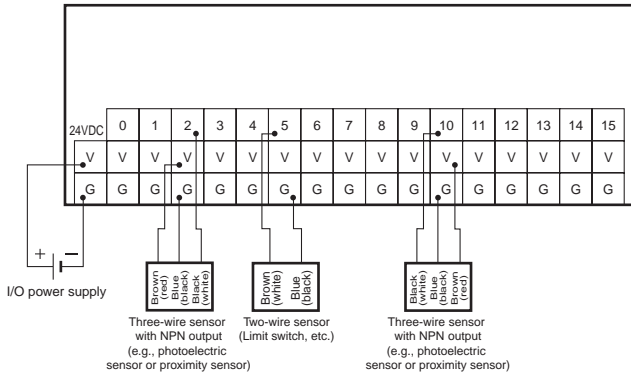 24VDC 0 1 2 3 4 5 6 7 8 9 10 11 12 13 14 15
V V V V V V V V V V V V V V V V V
G G G G G G G G G G G G G G G G G
+ −
I/O power supply
Brown (red)
Blue (black)
Black (white)
Three-wire sensor
with NPN output
(e.g., photoelectric
sensor or proximity sensor)
Brown (white)
Blue (black)
Two-wire sensor
(Limit switch, etc.)
Black (white)
Blue (black)
Brown (red)
Three-wire sensor
with NPN output
(e.g., photoelectric
sensor or proximity sensor)